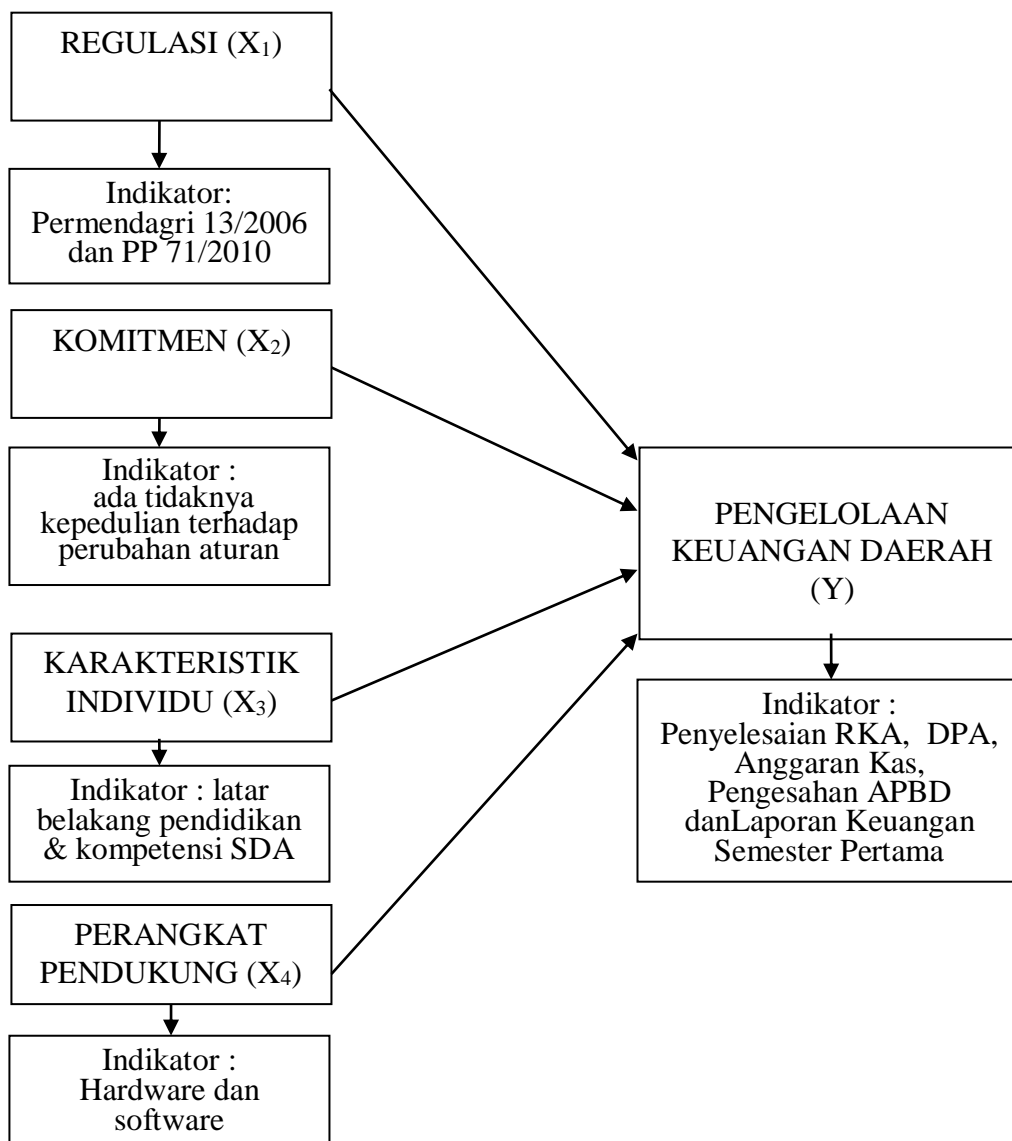 REGULASI (X₁)
Indikator:
Permendagri 13/2006
dan PP 71/2010
KOMITMEN (X₂)
Indikator :
ada tidaknya
kepedulian terhadap
perubahan aturan
KARAKTERISTIK
INDIVIDU (X₃)
Indikator : latar
belakang pendidikan
& kompetensi SDA
PERANGKAT
PENDUKUNG (X₄)
Indikator :
Hardware dan
software
PENGELOLAAN
KEUANGAN DAERAH
(Y)
Indikator :
Penyelesaian RKA, DPA,
Anggaran Kas,
Pengesahan APBD
danLaporan Keuangan
Semester Pertama